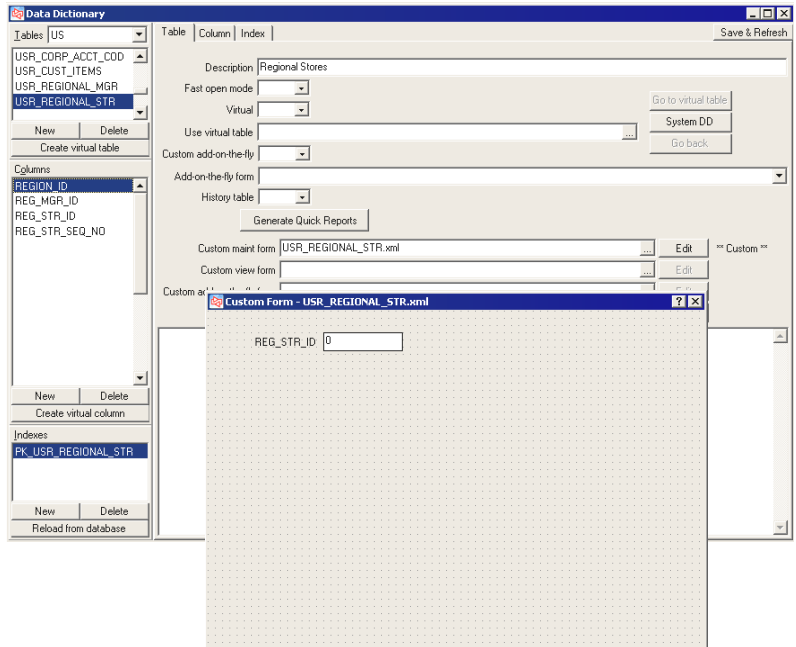 Data Dictionary
Tables US
USR_CORP_ACCT_COD
USR_CUST_ITEMS
USR_REGIONAL_MGR
USR_REGIONAL_STR
New Delete
Create virtual table
Columns
REGION_ID
REG_MGR_ID
REG_STR_ID
REG_STR_SEQ_NO
New Delete
Create virtual column
Indexes
PK_USR_REGIONAL_STR
New Delete
Reload from database
Table Column Index Save & Refresh
Description Regional Stores
Fast open mode
Virtual
Go to virtual table
Use virtual table ... System DD
Custom add-on-the-fly Go back
Add-on-the-fly form
History table
Generate Quick Reports
Custom maint form USR_REGIONAL_STR.xml ... Edit ** Custom **
Custom view form ... Edit
Custom
Custom Form - USR_REGIONAL_STR.xml
REG_STR_ID 0